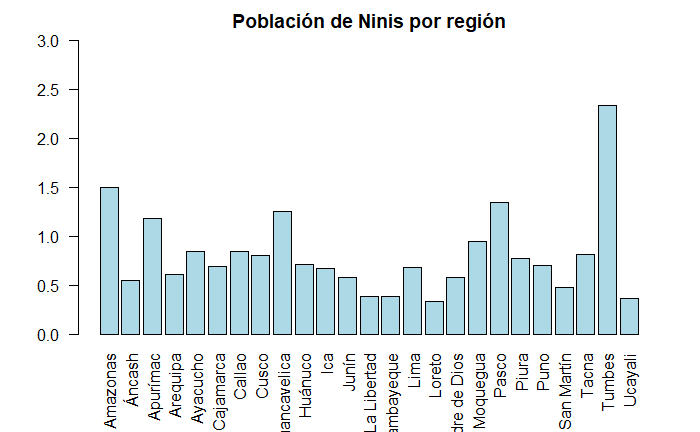 Población de Ninis por región
3.0
2.5
2.0
1.5
1.0
0.5
0.0
Amazonas
Áncash
Apurímac
Arequipa
Ayacucho
Cajamarca
Callao
Cusco
uancavelica
Huánuco
Ica
Junín
La Libertad
ambayeque
Lima
Loreto
dre de Dios
Moquegua
Pasco
Piura
Puno
San Martín
Tacna
Tumbes
Ucayali